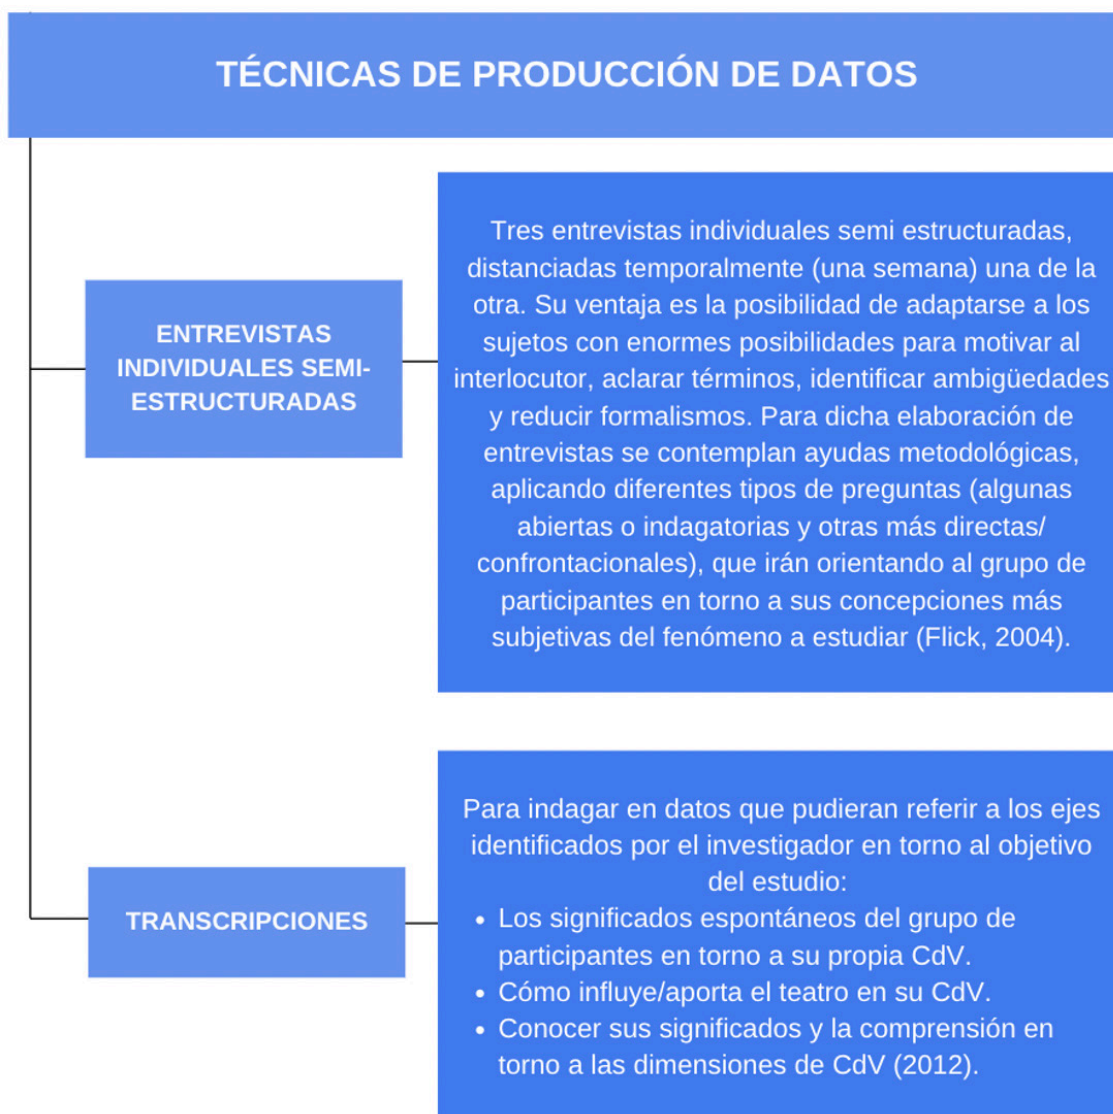 TÉCNICAS DE PRODUCCIÓN DE DATOS
ENTREVISTAS
INDIVIDUALES SEMI-
ESTRUCTURADAS
Tres entrevistas individuales semi estructuradas,
distanciadas temporalmente (una semana) una de la
otra. Su ventaja es la posibilidad de adaptarse a los
sujetos con enormes posibilidades para motivar al
interlocutor, aclarar términos, identificar ambigüedades
y reducir formalismos. Para dicha elaboración de
entrevistas se contemplan ayudas metodológicas,
aplicando diferentes tipos de preguntas (algunas
abiertas o indagatorias y otras más directas/
confrontacionales), que irán orientando al grupo de
participantes en torno a sus concepciones más
subjetivas del fenómeno a estudiar (Flick, 2004).
TRANSCRIPCIONES
Para indagar en datos que pudieran referir a los ejes
identificados por el investigador en torno al objetivo
del estudio:
• Los significados espontáneos del grupo de
participantes en torno a su propia CdV.
• Cómo influye/aporta el teatro en su CdV.
• Conocer sus significados y la comprensión en
torno a las dimensiones de CdV (2012).